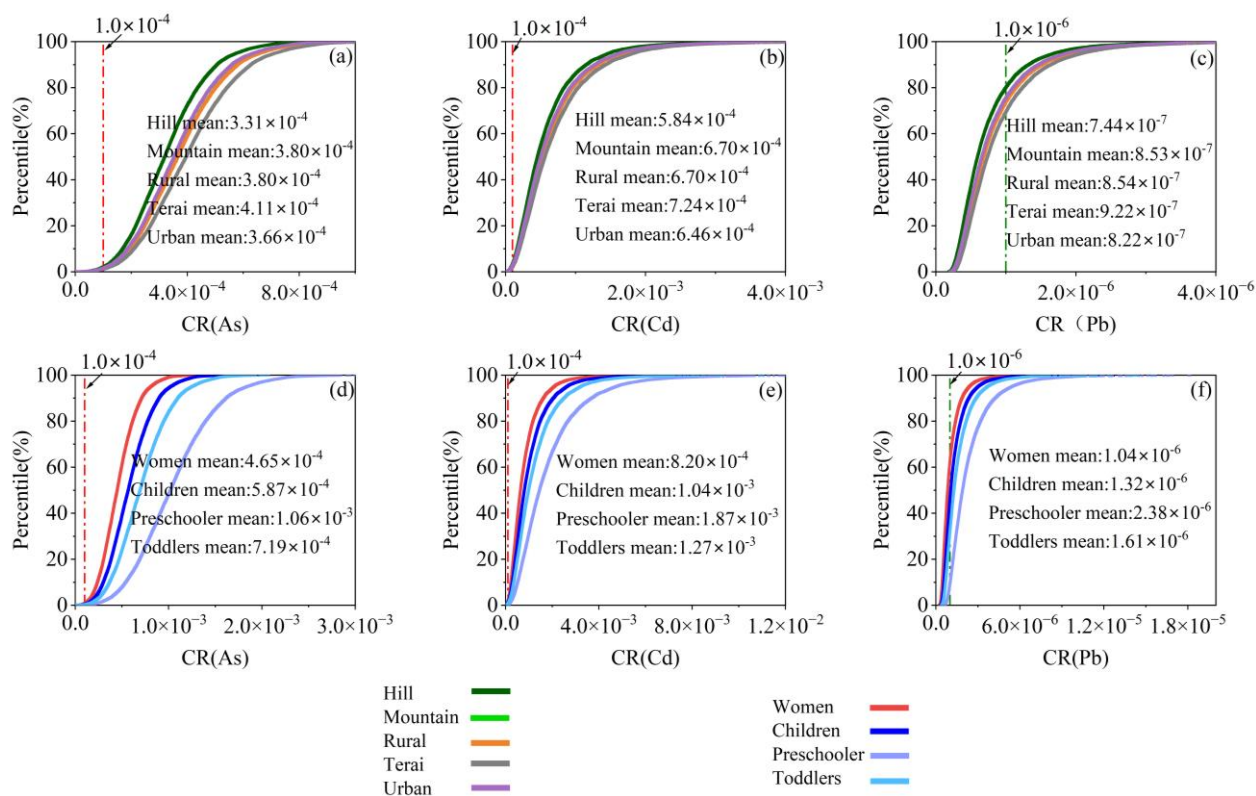 1.0×10⁻⁴
1.0×10⁻⁴
1.0×10⁻⁶
(a)
100
80
60
40
20
0
Percentile(%)
Hill mean:3.31×10⁻⁴
Mountain mean:3.80×10⁻⁴
Rural mean:3.80×10⁻⁴
Terai mean:4.11×10⁻⁴
Urban mean:3.66×10⁻⁴
0.0 4.0×10⁻⁴ 8.0×10⁻⁴
CR(As)
(b)
100
80
60
40
20
0
Percentile(%)
Hill mean:5.84×10⁻⁴
Mountain mean:6.70×10⁻⁴
Rural mean:6.70×10⁻⁴
Terai mean:7.24×10⁻⁴
Urban mean:6.46×10⁻⁴
0.0 2.0×10⁻³ 4.0×10⁻³
CR(Cd)
(c)
100
80
60
40
20
0
Percentile(%)
Hill mean:7.44×10⁻⁷
Mountain mean:8.53×10⁻⁷
Rural mean:8.54×10⁻⁷
Terai mean:9.22×10⁻⁷
Urban mean:8.22×10⁻⁷
0.0 2.0×10⁻⁶ 4.0×10⁻⁶
CR（Pb)
1.0×10⁻⁴
1.0×10⁻⁴
1.0×10⁻⁶
(d)
100
80
60
40
20
0
Percentile(%)
Women mean:4.65×10⁻⁴
Children mean:5.87×10⁻⁴
Preschooler mean:1.06×10⁻³
Toddlers mean:7.19×10⁻⁴
0.0 1.0×10⁻³ 2.0×10⁻³ 3.0×10⁻³
CR(As)
(e)
100
80
60
40
20
0
Percentile(%)
Women mean:8.20×10⁻⁴
Children mean:1.04×10⁻³
Preschooler mean:1.87×10⁻³
Toddlers mean:1.27×10⁻³
0.0 4.0×10⁻³ 8.0×10⁻³ 1.2×10⁻²
CR(Cd)
(f)
100
80
60
40
20
0
Percentile(%)
Women mean:1.04×10⁻⁶
Children mean:1.32×10⁻⁶
Preschooler mean:2.38×10⁻⁶
Toddlers mean:1.61×10⁻⁶
0.0 6.0×10⁻⁶ 1.2×10⁻⁵ 1.8×10⁻⁵
CR(Pb)
Hill
Mountain
Rural
Terai
Urban
Women
Children
Preschooler
Toddlers